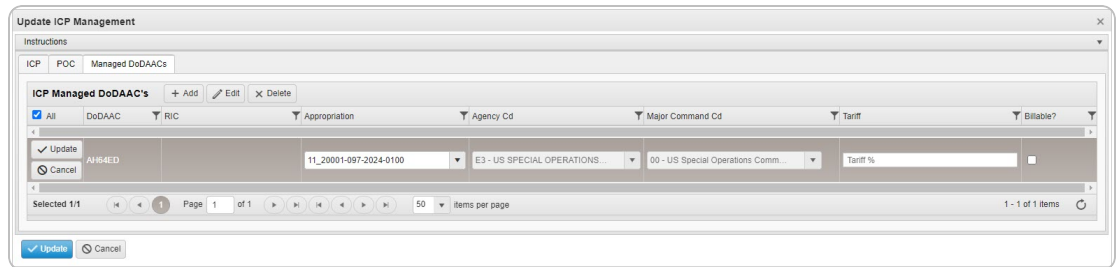 Update ICP Management
Instructions
ICP POC Managed DoDAACs
ICP Managed DoDAAC's + Add Edit Delete
All DoDAAC RIC Appropriation Agency Cd Major Command Cd Tariff Billable?
Update
AH64ED 11_20001-097-2024-0100 E3 - US SPECIAL OPERATIONS... 00 - US Special Operations Comm... Tariff %
Cancel
Selected 1/1 1 Page 1 of 1 50 items per page 1 - 1 of 1 items
Update Cancel